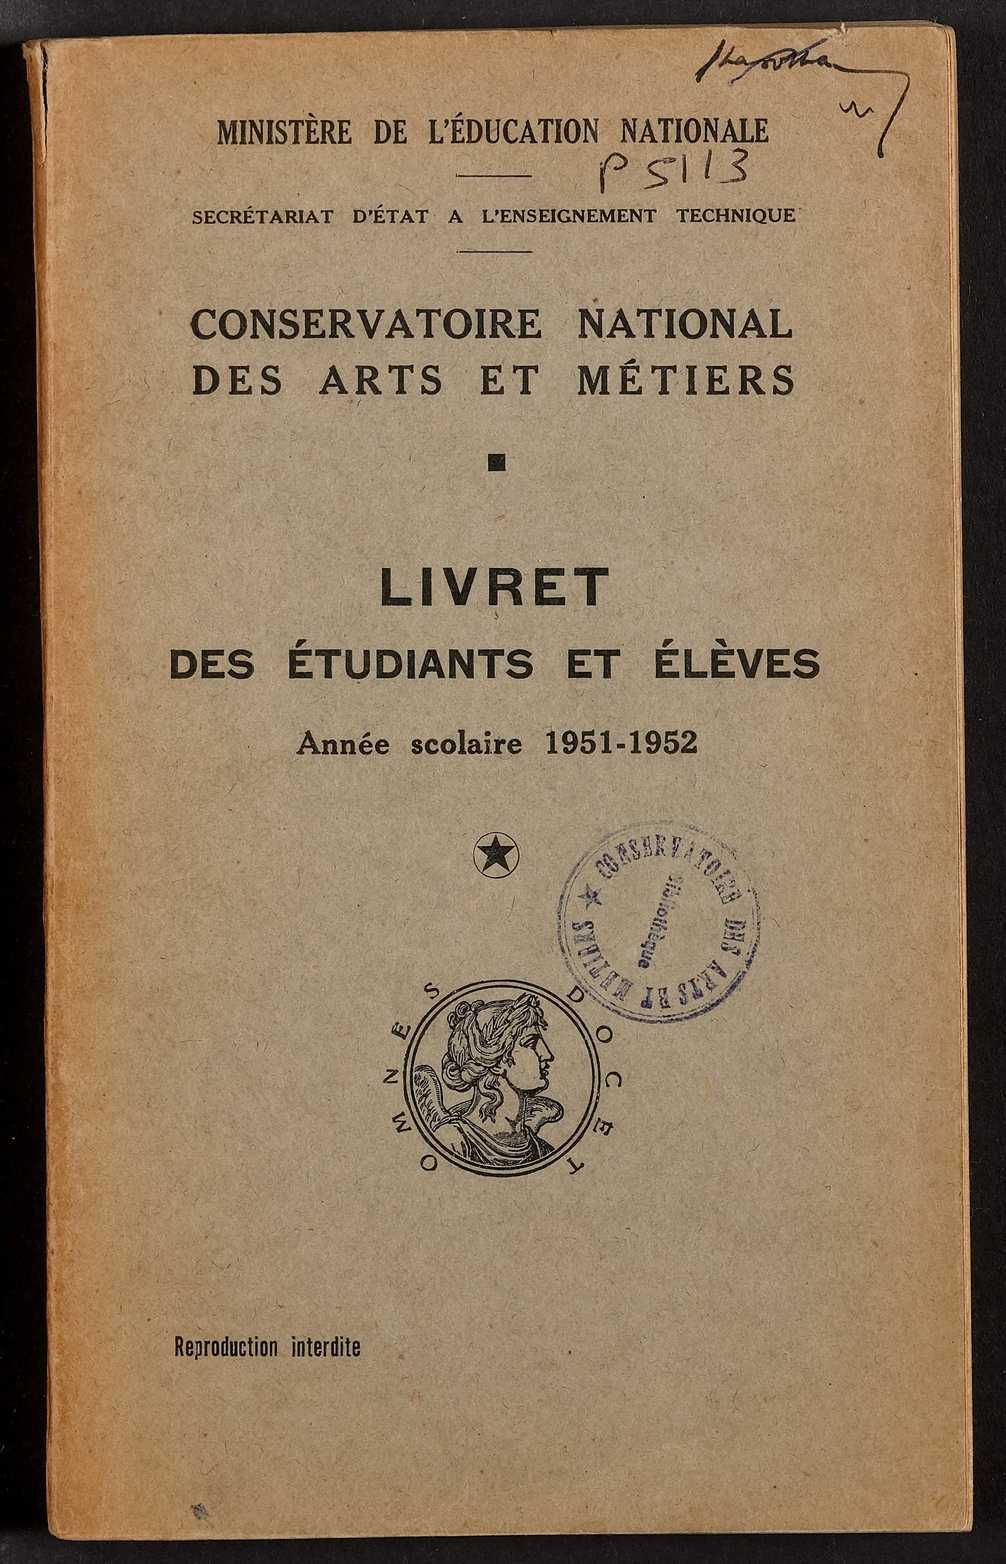 MINISTÈRE DE L'ÉDUCATION NATIONALE
P 5113
SECRÉTARIAT D'ÉTAT A L'ENSEIGNEMENT TECHNIQUE
CONSERVATOIRE NATIONAL
DES ARTS ET MÉTIERS
LIVRET
DES ÉTUDIANTS ET ÉLÈVES
Année scolaire 1951-1952
CONSERVATOIRE DES ARTS ET METIERS
Bibliothèque
OMNES DOCET
Reproduction interdite